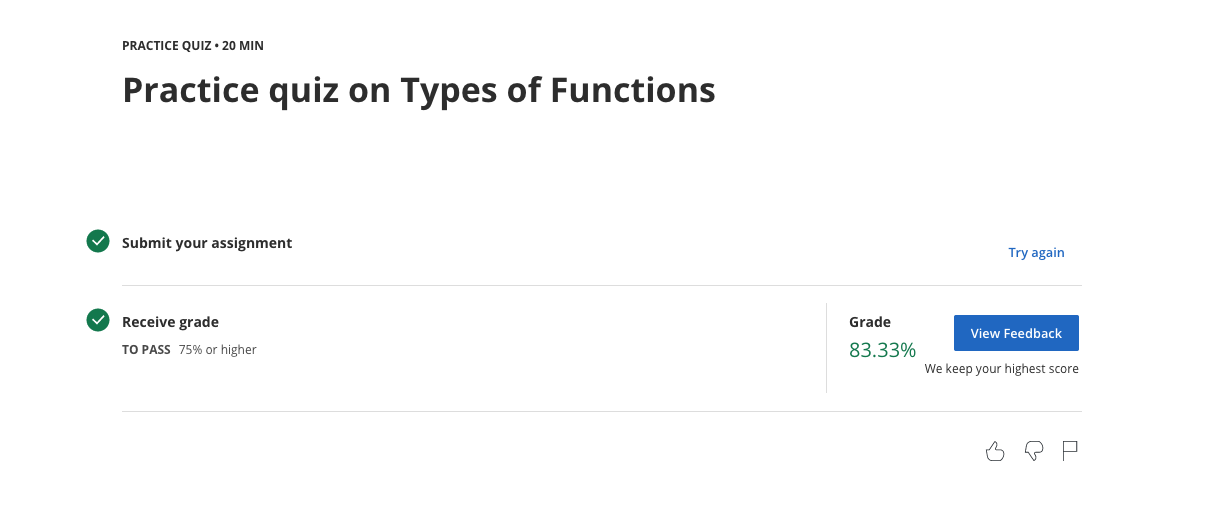 PRACTICE QUIZ • 20 MIN
Practice quiz on Types of Functions
Submit your assignment
Try again
Receive grade
TO PASS 75% or higher
Grade
83.33%
View Feedback
We keep your highest score